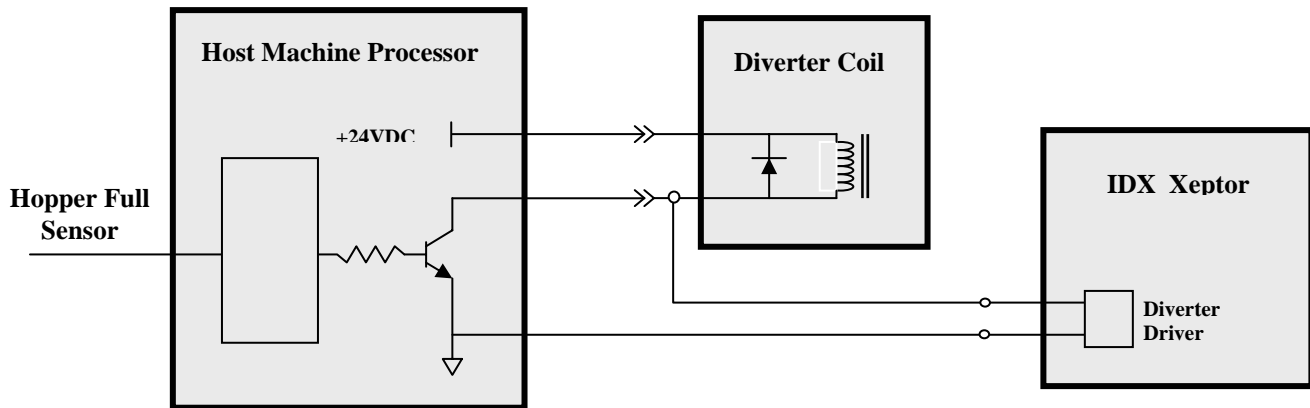 Host Machine Processor
Diverter Coil
+24VDC
IDX Xeptor
Hopper Full
Sensor
Diverter
Driver